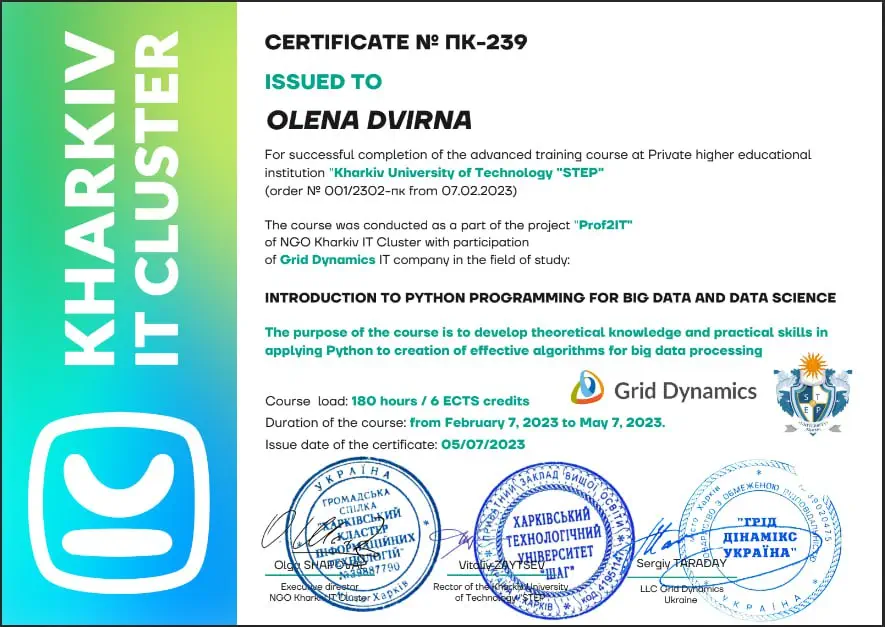 KHARKIV
IT CLUSTER
CERTIFICATE № ПК-239
ISSUED TO
OLENA DVIRNA
For successful completion of the advanced training course at Private higher educational
institution "Kharkiv University of Technology "STEP"
(order № 001/2302-пк from 07.02.2023)
The course was conducted as a part of the project "Prof2IT"
of NGO Kharkiv IT Cluster with participation
of Grid Dynamics IT company in the field of study:
INTRODUCTION TO PYTHON PROGRAMMING FOR BIG DATA AND DATA SCIENCE
The purpose of the course is to develop theoretical knowledge and practical skills in
applying Python to creation of effective algorithms for big data processing
Course load: 180 hours / 6 ECTS credits
Duration of the course: from February 7, 2023 to May 7, 2023.
Issue date of the certificate: 05/07/2023
Grid Dynamics
S T
E P
УКРАЇНА
ГРОМАДСЬКА
СПІЛКА
"ХАРКІВСЬКИЙ
КЛАСТЕР
ІНФОРМАЦІЙНИХ
ТЕХНОЛОГІЙ"
№39887790
м. Харків
Olga SHAPOVAL
Executive director
NGO Kharkiv IT Cluster
ПРИВАТНИЙ ЗАКЛАД ВИЩОЇ ОСВІТИ
ХАРКІВСЬКИЙ
ТЕХНОЛОГІЧНИЙ
УНІВЕРСИТЕТ
"ШАГ"
ХАРКІВ
Vitaliy ZAYTSEV
Rector of the Kharkiv University
of Technology "STEP"
місто Харків
ТОВАРИСТВО З ОБМЕЖЕНОЮ ВІДПОВІДАЛЬНІСТЮ
39020475
"ГРІД
ДІНАМІКС
УКРАЇНА"
УКРАЇНА
Sergiy TARADAY
LLC Grid Dynamics
Ukraine